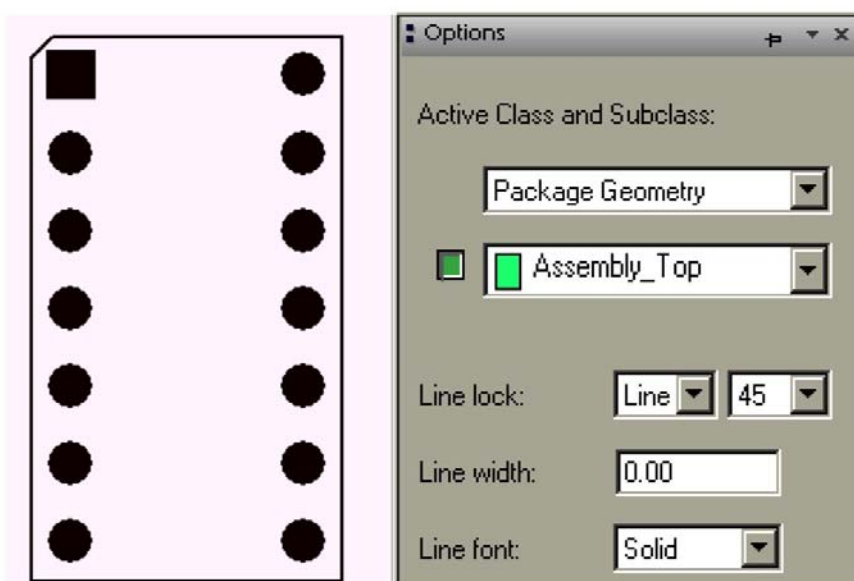 Options
Active Class and Subclass:
Package Geometry
Assembly_Top
Line lock: Line 45
Line width: 0.00
Line font: Solid